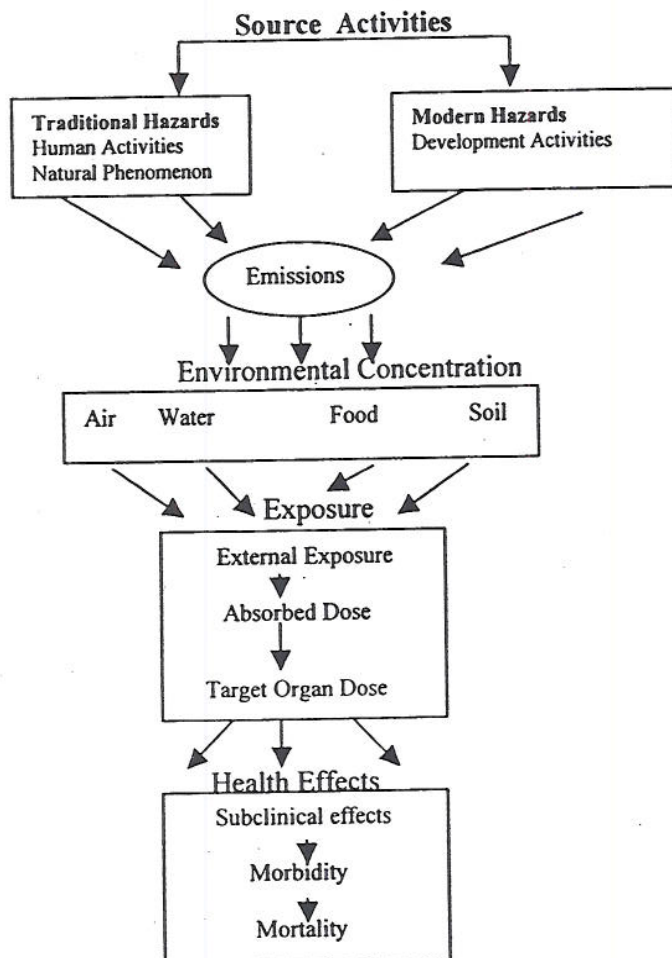 Source Activities
Traditional Hazards
Human Activities
Natural Phenomenon
Modern Hazards
Development Activities
Emissions
Environmental Concentration
Air Water Food Soil
Exposure
External Exposure
Absorbed Dose
Target Organ Dose
Health Effects
Subclinical effects
Morbidity
Mortality